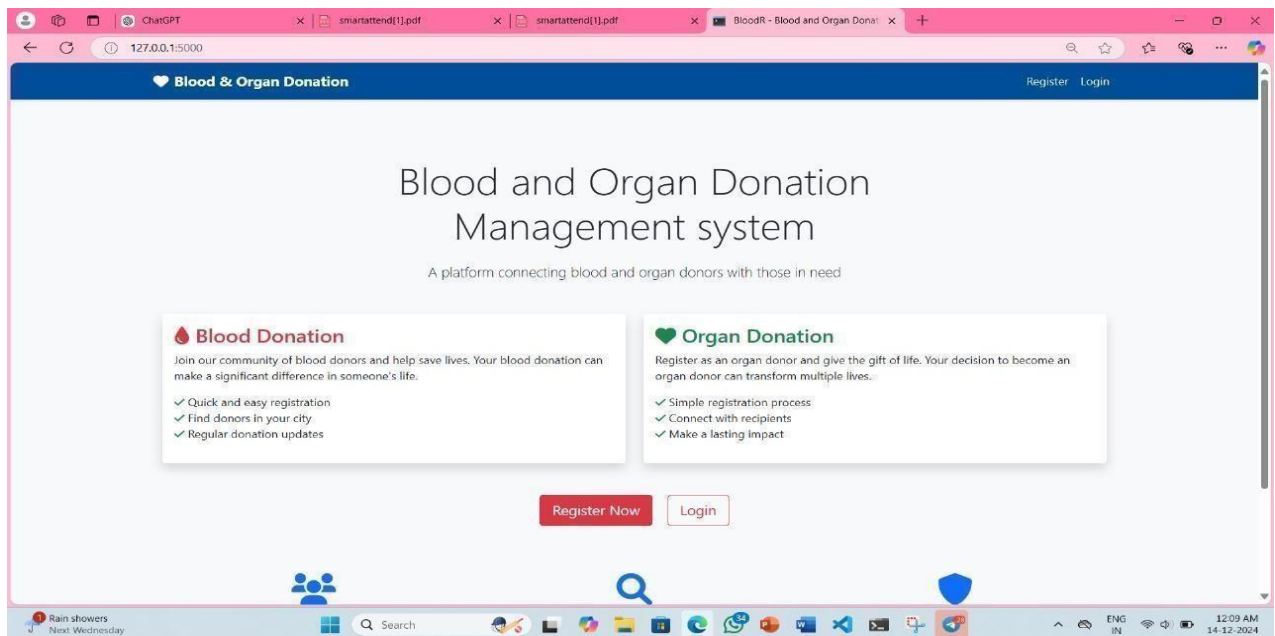 ChatGPT
smartattend[1].pdf
smartattend[1].pdf
BloodR - Blood and Organ Donat
127.0.0.1:5000
Blood & Organ Donation
Register Login
Blood and Organ Donation
Management system
A platform connecting blood and organ donors with those in need
Blood Donation
Join our community of blood donors and help save lives. Your blood donation can
make a significant difference in someone's life.
Quick and easy registration
Find donors in your city
Regular donation updates
Organ Donation
Register as an organ donor and give the gift of life. Your decision to become an
organ donor can transform multiple lives.
Simple registration process
Connect with recipients
Make a lasting impact
Register Now
Login
1
Rain showers
Next Wednesday
Search
34
ENG
IN
12:09 AM
14-12-2024